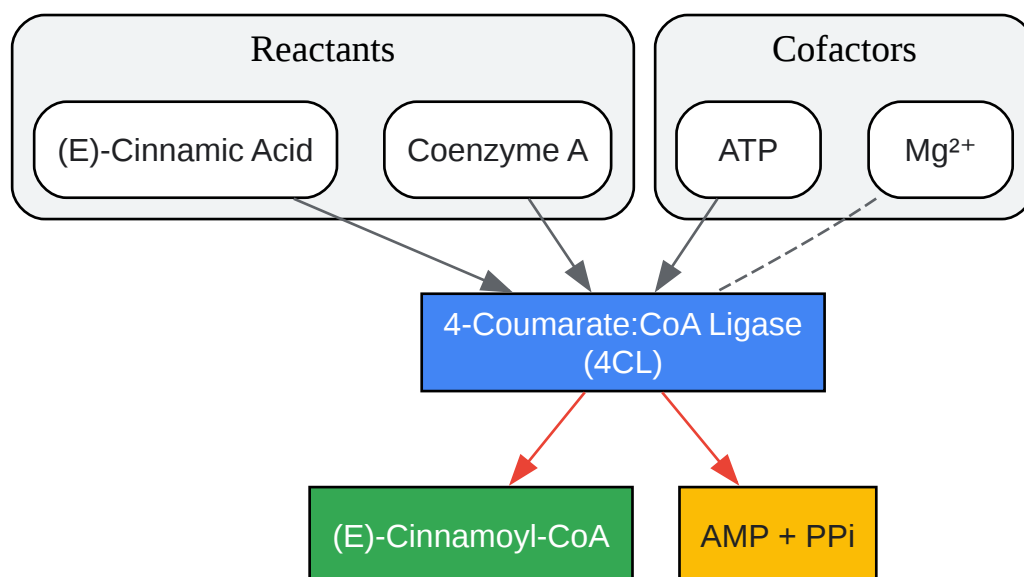 Reactants
Cofactors
(E)-Cinnamic Acid
Coenzyme A
ATP
Mg²⁺
4-Coumarate:CoA Ligase
(4CL)
(E)-Cinnamoyl-CoA
AMP + PPi